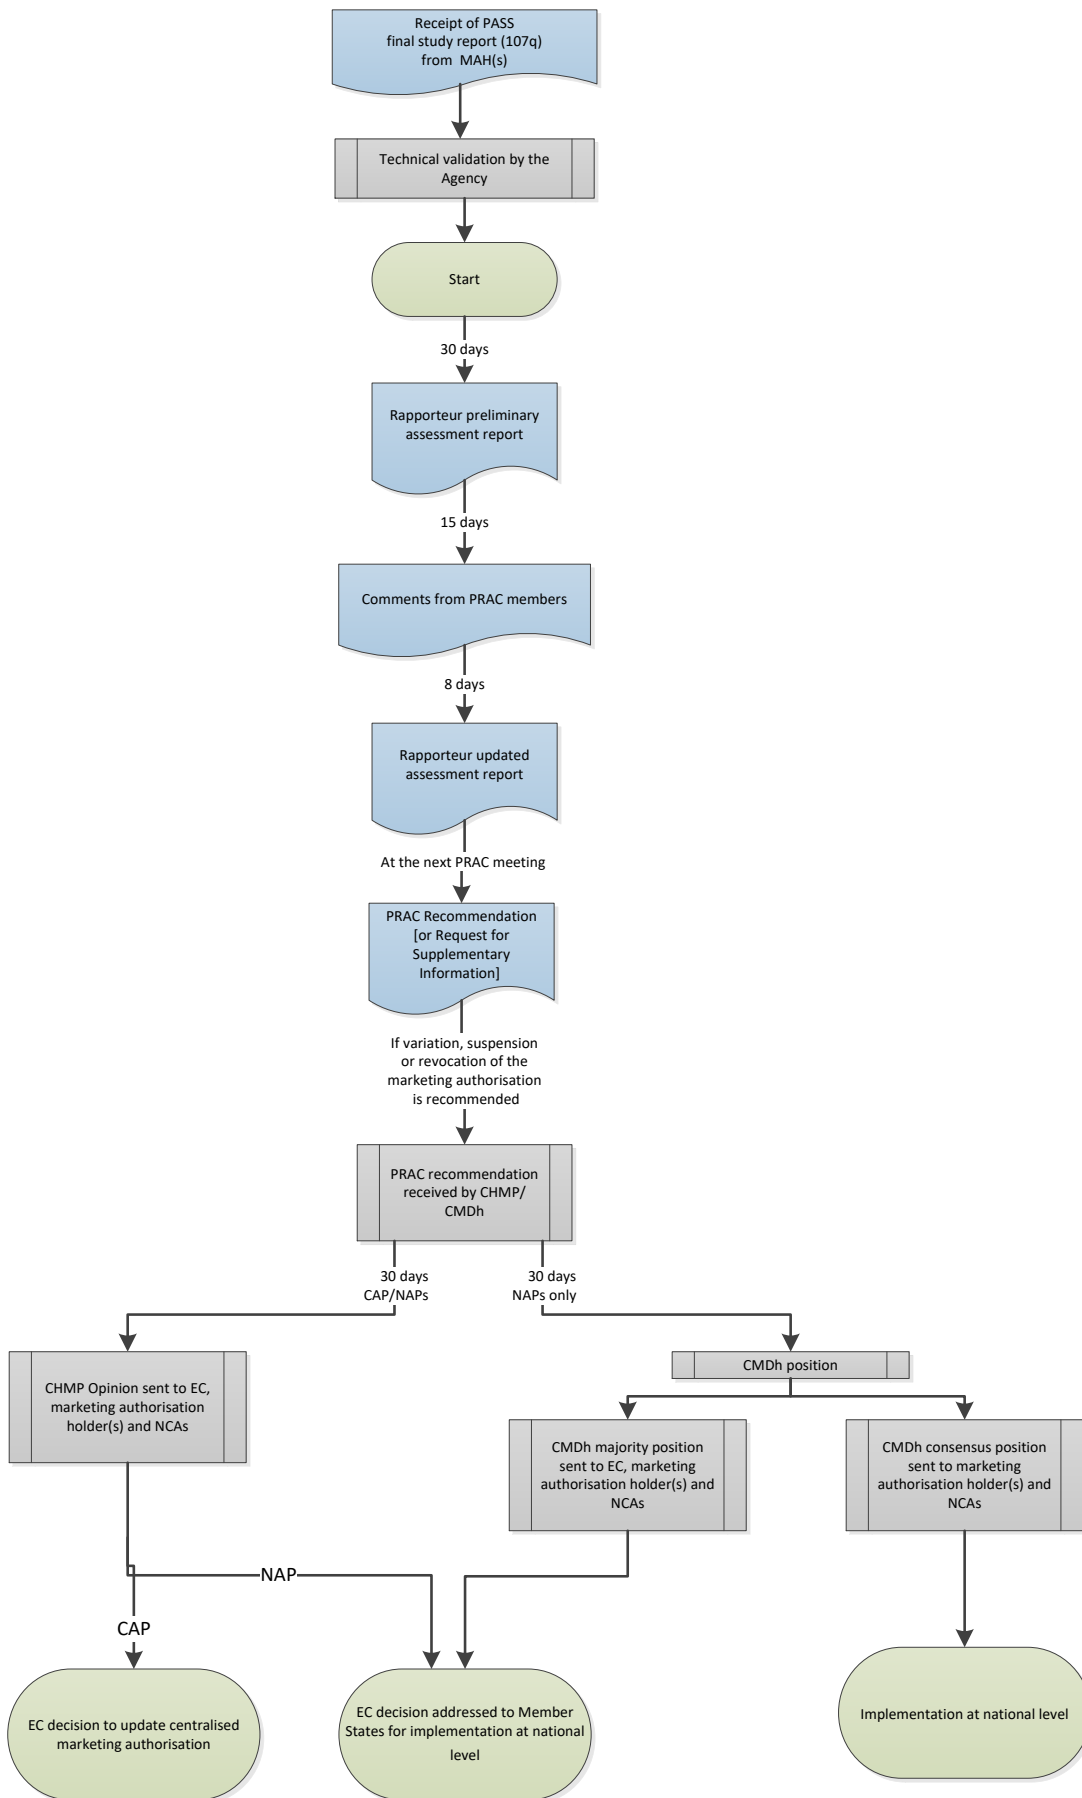 Receipt of PASS
final study report (107q)
from  MAH(s)
Technical validation by the
Agency
Start
30 days
Rapporteur preliminary
assessment report
15 days
Comments from PRAC members
8 days
Rapporteur updated
assessment report
At the next PRAC meeting
PRAC Recommendation
[or Request for
Supplementary
Information]
If variation, suspension
or revocation of the
marketing authorisation
is recommended
PRAC recommendation
received by CHMP/
CMDh
30 days
CAP/NAPs
30 days
NAPs only
CHMP Opinion sent to EC,
marketing authorisation
holder(s) and NCAs
CMDh position
CMDh majority position
sent to EC, marketing
authorisation holder(s) and
NCAs
CMDh consensus position
sent to marketing
authorisation holder(s) and
NCAs
NAP
CAP
EC decision to update centralised
marketing authorisation
EC decision addressed to Member
States for implementation at national
level
Implementation at national level